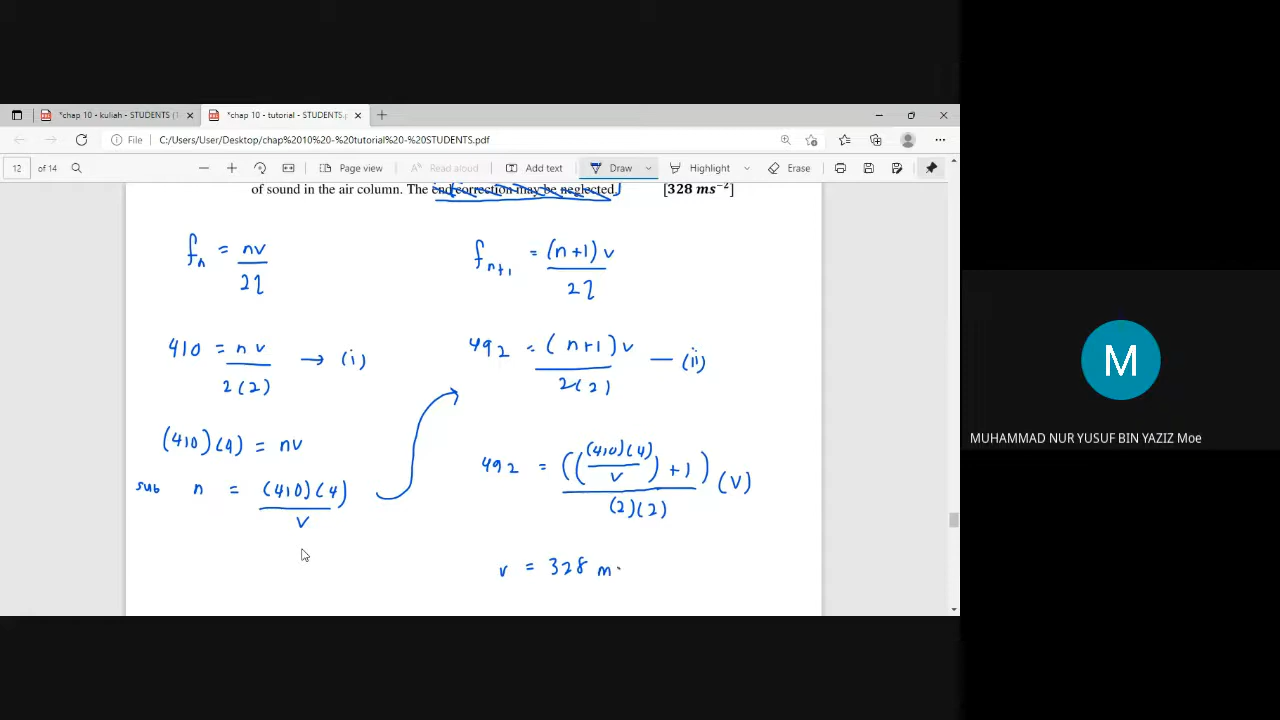 *chap 10 - kuliah - STUDENTS (1
*chap 10 - tutorial - STUDENTS.p
File C:/Users/User/Desktop/chap%2010%20-%20tutorial%20-%20STUDENTS.pdf
12 of 14 Page view Read aloud Add text Draw Highlight Erase
of sound in the air column. The end correction may be neglected. [328 ms⁻²]
fₙ = nv / 2l
fₙ₊₁ = (n+1)v / 2l
410 = nv / 2(2) → (i)
492 = (n+1)v / 2(2) — (ii)
(410)(4) = nv
492 = (((410)(4) / v) + 1) / (2)(2) (v)
sub n = (410)(4) / v
v = 328 m
M
MUHAMMAD NUR YUSUF BIN YAZIZ Moe